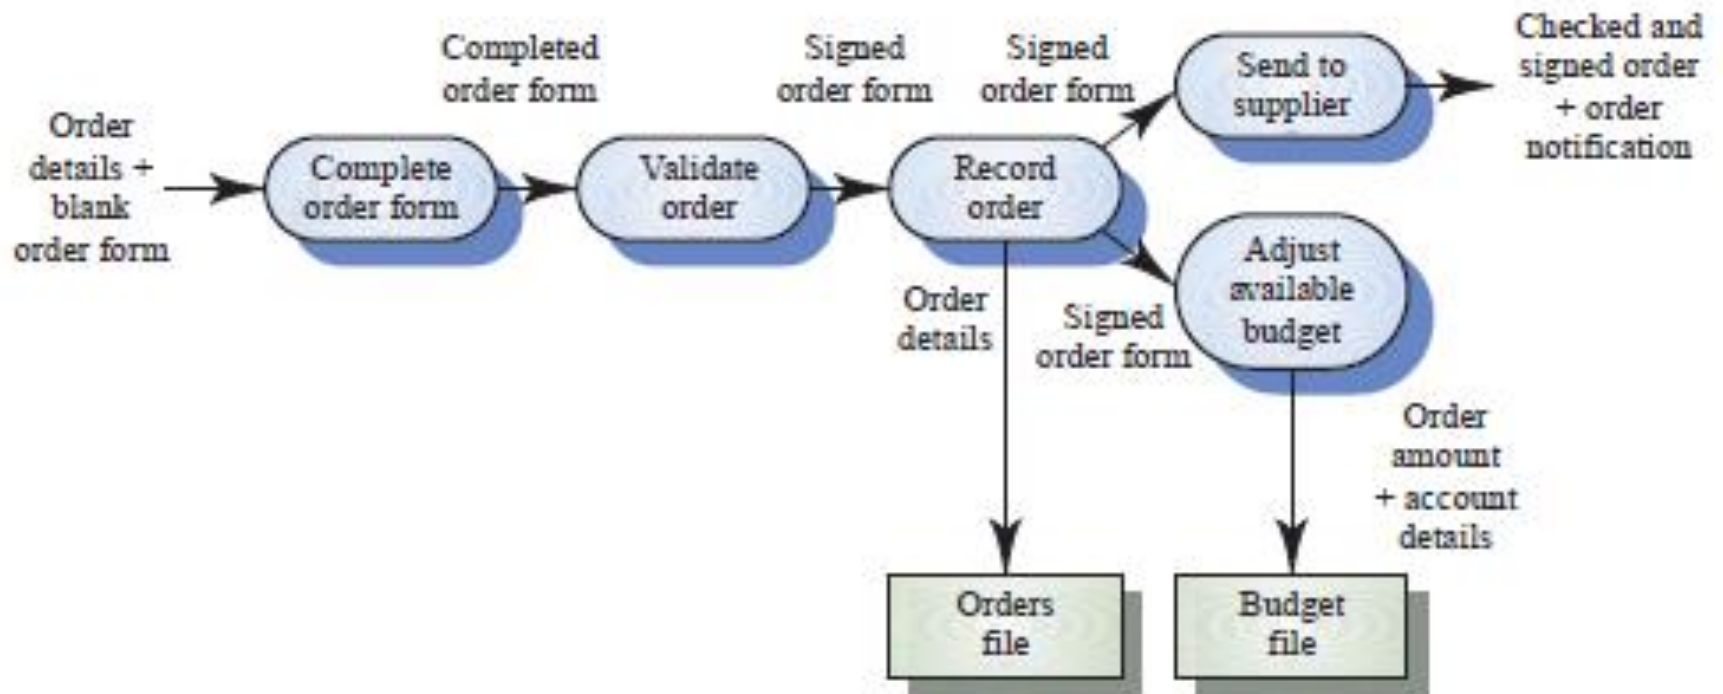 Order
details +
blank
order form
Complete
order form
Completed
order form
Validate
order
Signed
order form
Record
order
Signed
order form
Send to
supplier
Checked and
signed order
+ order
notification
Order
details
Signed
order form
Adjust
available
budget
Order
amount
+ account
details
Orders
file
Budget
file